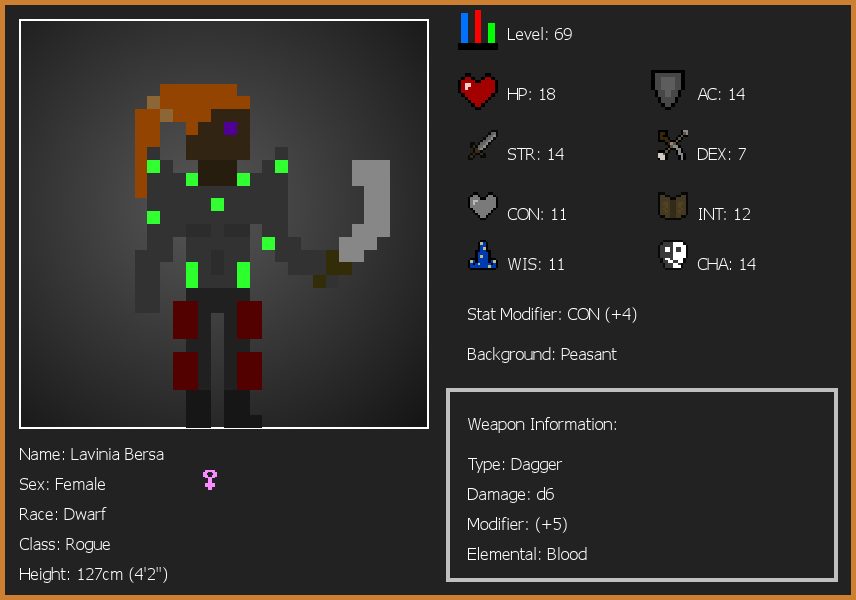 Level: 69
HP: 18
AC: 14
STR: 14
DEX: 7
CON: 11
INT: 12
WIS: 11
CHA: 14
Stat Modifier: CON (+4)
Background: Peasant
Weapon Information:
Type: Dagger
Damage: d6
Modifier: (+5)
Elemental: Blood
Name: Lavinia Bersa
Sex: Female
Race: Dwarf
Class: Rogue
Height: 127cm (4'2")